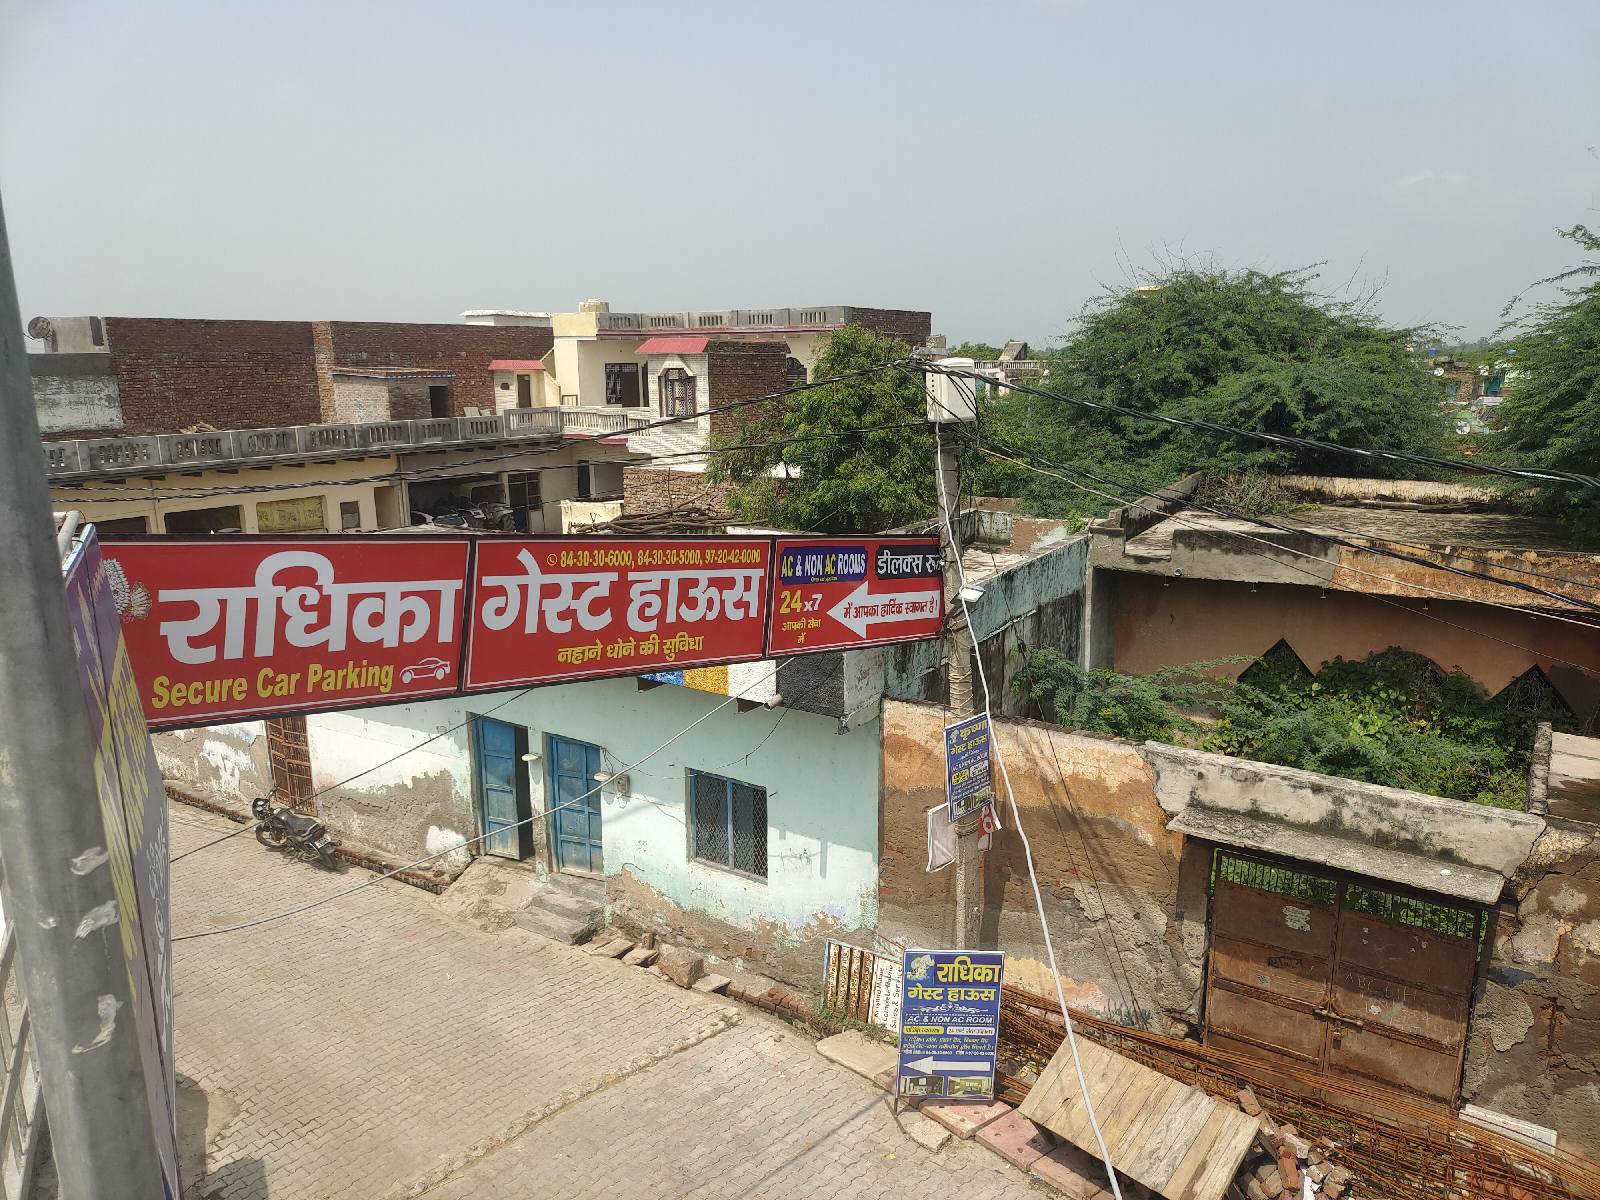 राधिका
Secure Car Parking
84-30-30-6000, 84-30-30-5000, 97-20-42-0000
गेस्ट हाऊस
नहाने धोने की सुविधा
AC & NON AC ROOMS
डीलक्स रू
24x7
आपकी सेवा
में
में आपका हार्दिक स्वागत है।
कृष्णा
गेस्ट हाऊस
राधिका
गेस्ट हाऊस
AC & NON AC ROOM